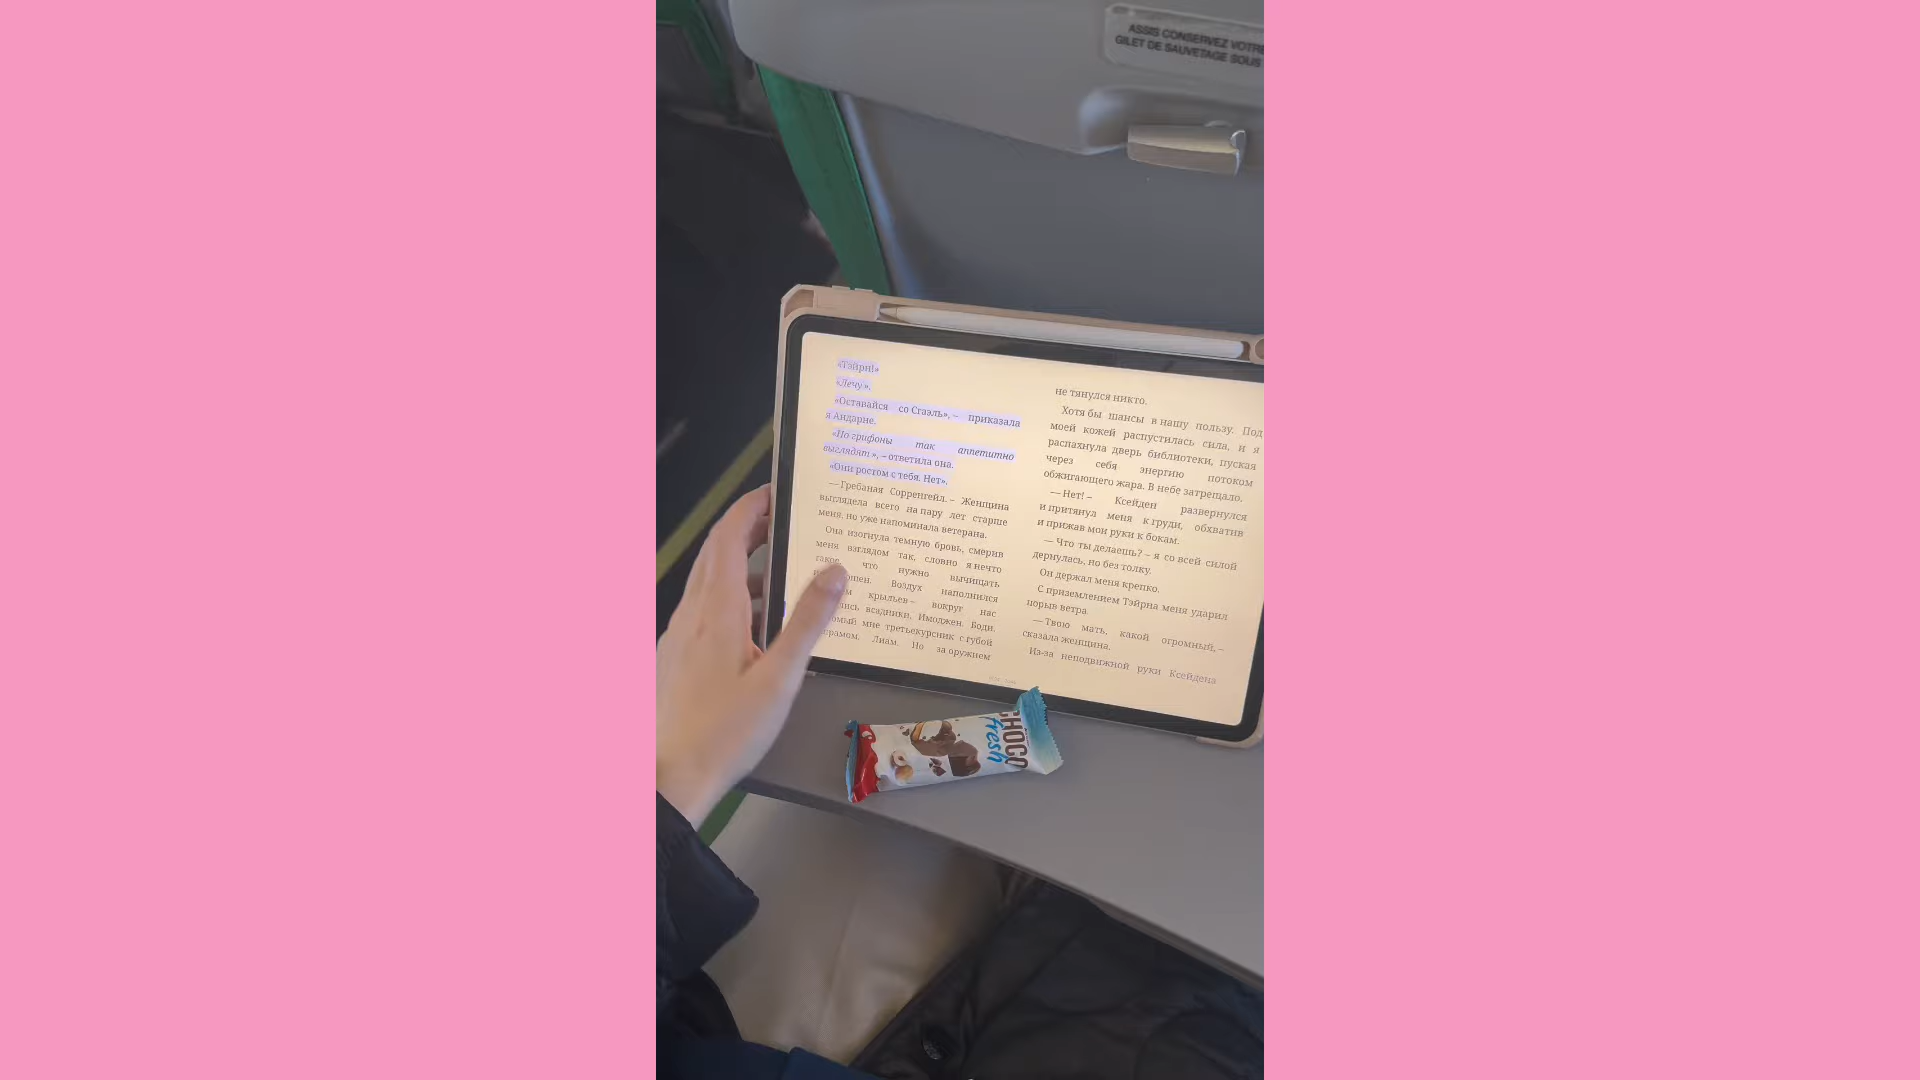 ASSIS CONSERVEZ VOTRE
GILET DE SAUVETAGE SOUS
«Тэйрн!»
«Лечу».
«Оставайся со Сгаэль», – приказала
я Андарне.
«Но грифоны так аппетитно
выглядят», – ответила она.
«Они ростом с тебя. Нет».
— Гребаная Сорренгейл. – Женщина
выглядела всего на пару лет старше
меня, но уже напоминала ветерана.
Она изогнула темную бровь, смерив
меня взглядом так, словно я нечто
такое, что нужно вычищать
Воздух наполнился
крыльев – вокруг нас
всадники, Имоджен. Боди.
мне третьекурсник с губой
Лиам. Но за оружием
не тянулся никто.
Хотя бы шансы в нашу пользу. Под
моей кожей распустилась сила, и я
распахнула дверь библиотеки, пуская
через себя энергию потоком
обжигающего жара. В небе затрещало.
— Нет! – Ксейден развернулся
и притянул меня к груди, обхватив
и прижав мои руки к бокам.
— Что ты делаешь? – я со всей силой
дернулась, но без толку.
Он держал меня крепко.
С приземлением Тэйрна меня ударил
порыв ветра.
— Твою мать, какой огромный, –
сказала женщина.
Из-за неподвижной руки Ксейдена
CHOCO
fresh